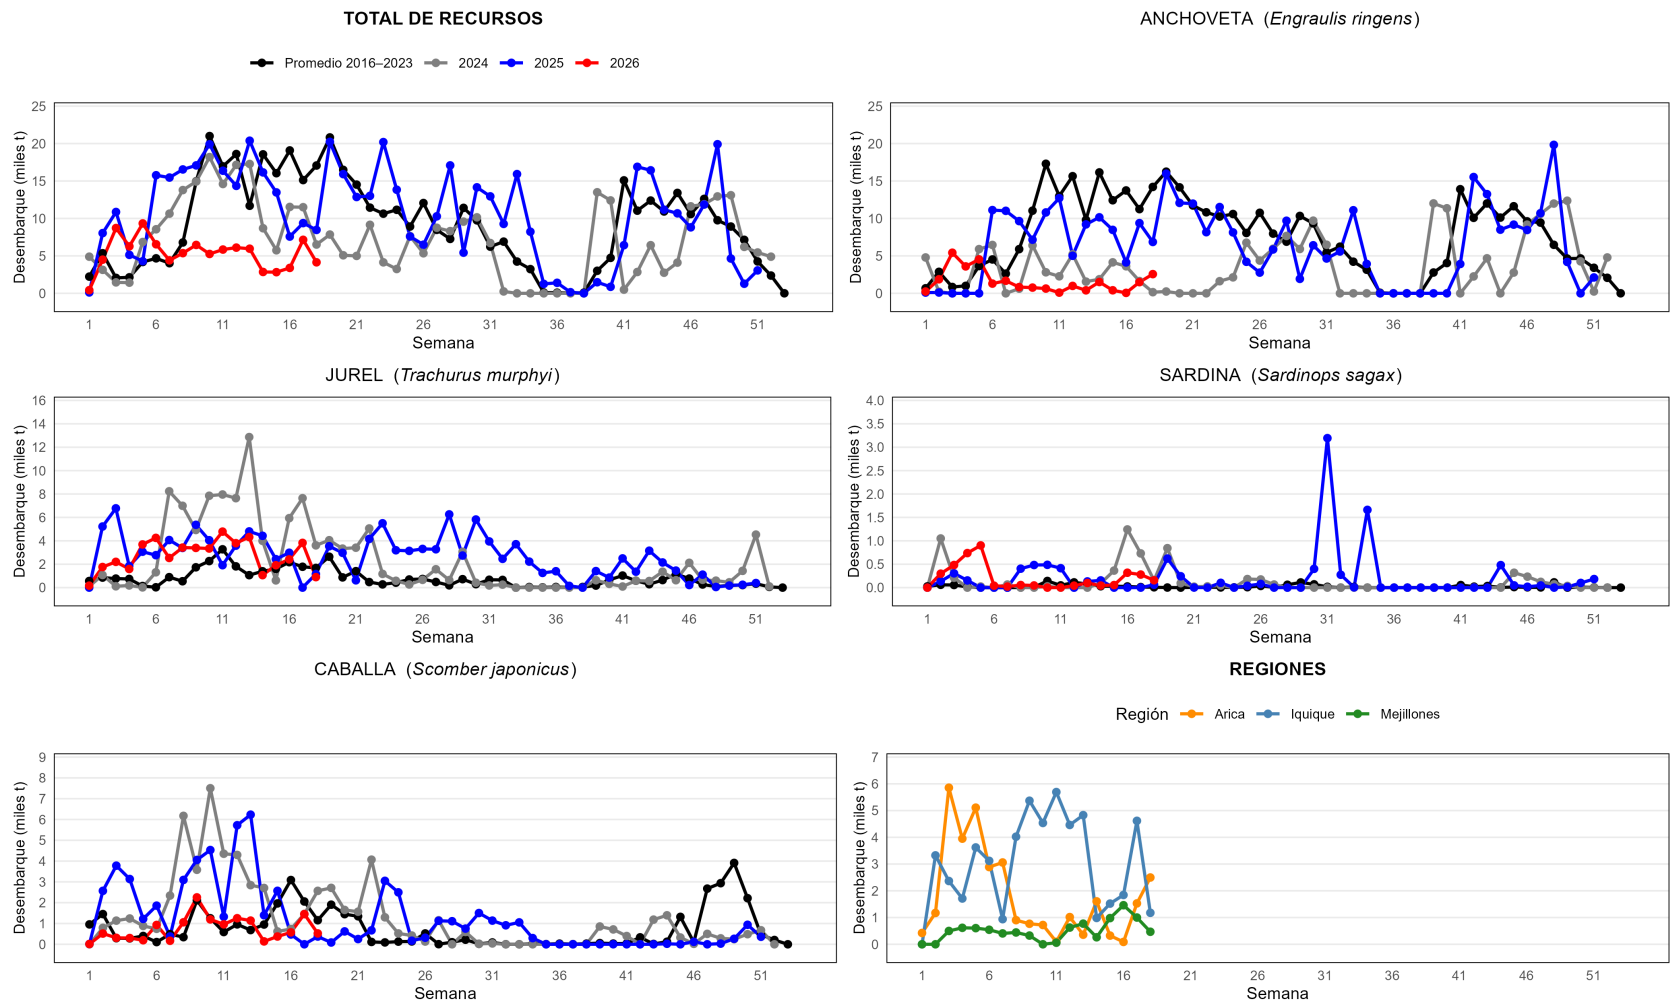 TOTAL DE RECURSOS
Promedio 2016–2023 2024 2025 2026
Desembarque (miles t)
25
20
15
10
5
0
1 6 11 16 21 26 31 36 41 46 51
Semana
ANCHOVETA (Engraulis ringens)
Desembarque (miles t)
25
20
15
10
5
0
1 6 11 16 21 26 31 36 41 46 51
Semana
JUREL (Trachurus murphyi)
Desembarque (miles t)
16
14
12
10
8
6
4
2
0
1 6 11 16 21 26 31 36 41 46 51
Semana
SARDINA (Sardinops sagax)
Desembarque (miles t)
4.0
3.5
3.0
2.5
2.0
1.5
1.0
0.5
0.0
1 6 11 16 21 26 31 36 41 46 51
Semana
CABALLA (Scomber japonicus)
Desembarque (miles t)
9
8
7
6
5
4
3
2
1
0
1 6 11 16 21 26 31 36 41 46 51
Semana
REGIONES
Región Arica Iquique Mejillones
Desembarque (miles t)
7
6
5
4
3
2
1
0
1 6 11 16 21 26 31 36 41 46 51
Semana